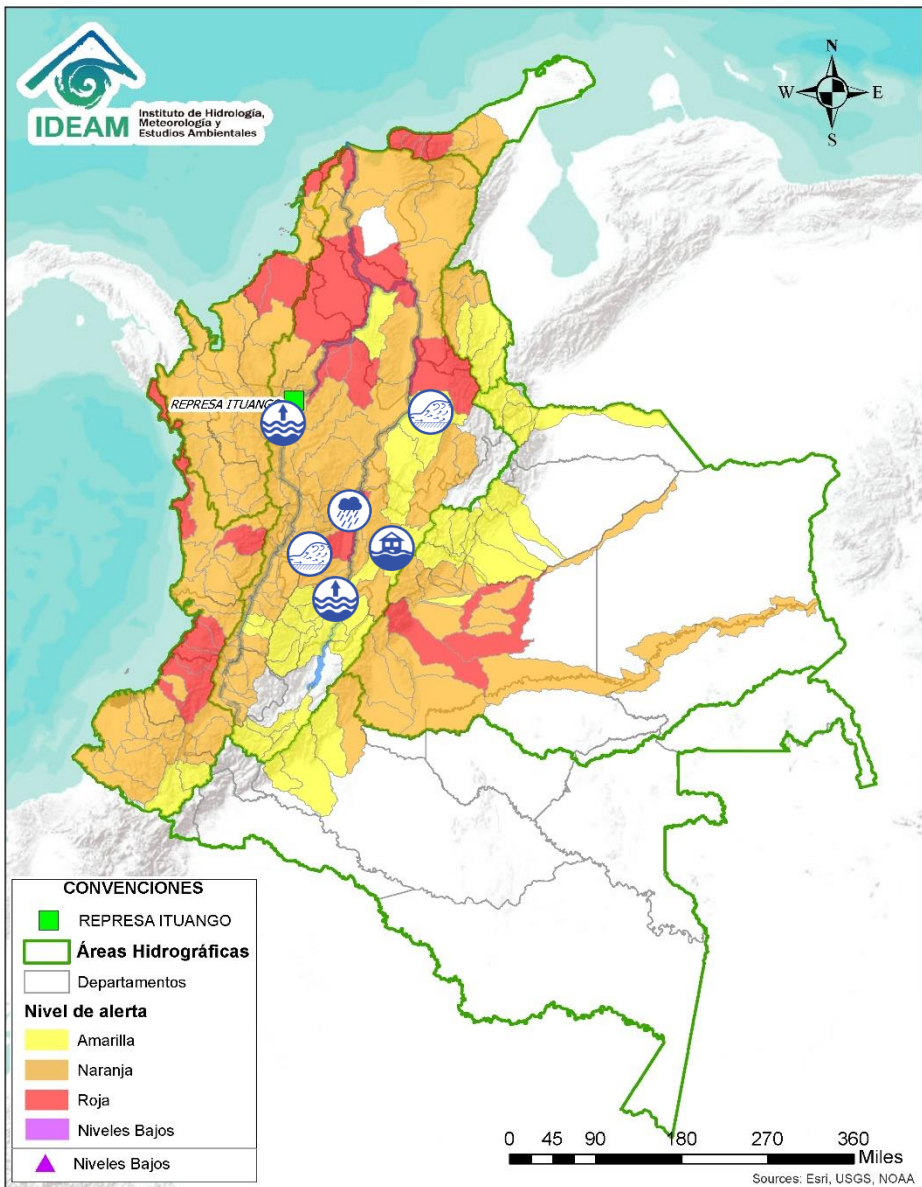 IDEAM
Instituto de Hidrología,
Meteorología y
Estudios Ambientales
N
W
E
S
REPRESA ITUANGO
CONVENCIONES
REPRESA ITUANGO
Áreas Hidrográficas
Departamentos
Nivel de alerta
Amarilla
Naranja
Roja
Niveles Bajos
Niveles Bajos
0 45 90 180 270 360
Miles
Sources: Esri, USGS, NOAA